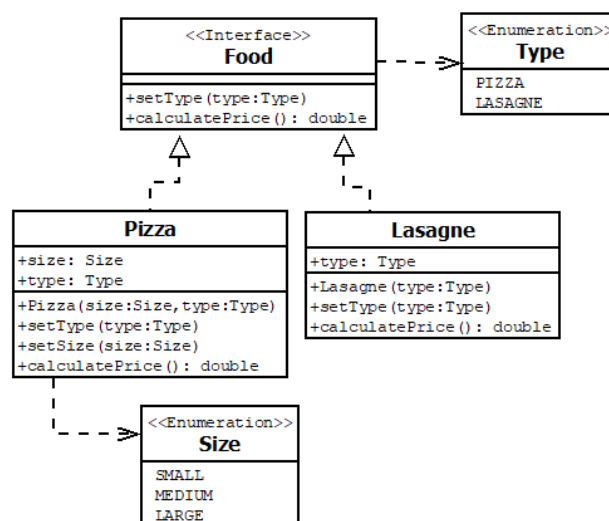 <<Interface>>
Food
+setType(type:Type)
+calculatePrice(): double
<<Enumeration>>
Type
PIZZA
LASAGNE
Pizza
+size: Size
+type: Type
+Pizza(size:Size,type:Type)
+setType(type:Type)
+setSize(size:Size)
+calculatePrice(): double
Lasagne
+type: Type
+Lasagne(type:Type)
+setType(type:Type)
+calculatePrice(): double
<<Enumeration>>
Size
SMALL
MEDIUM
LARGE